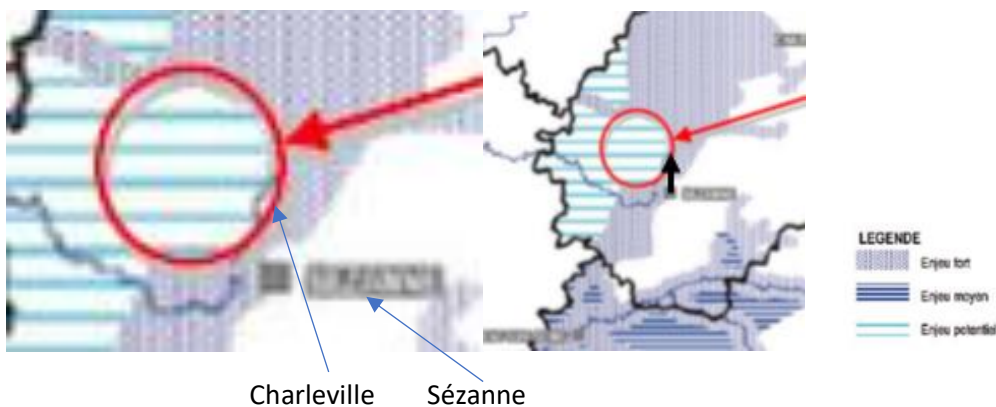 LEGENDE
Enjeu fort
Enjeu moyen
Enjeu potentiel
Charleville Sézanne